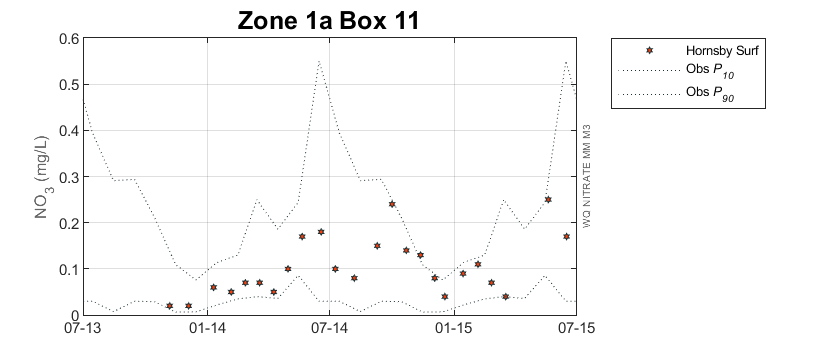 Zone 1a Box 11
0.6
0.5
0.4
0.3
0.2
0.1
0
NO3 (mg/L)
07-13 01-14 07-14 01-15 07-15
WQ NITRATE MM M3
Hornsby Surf
Obs P10
Obs P90